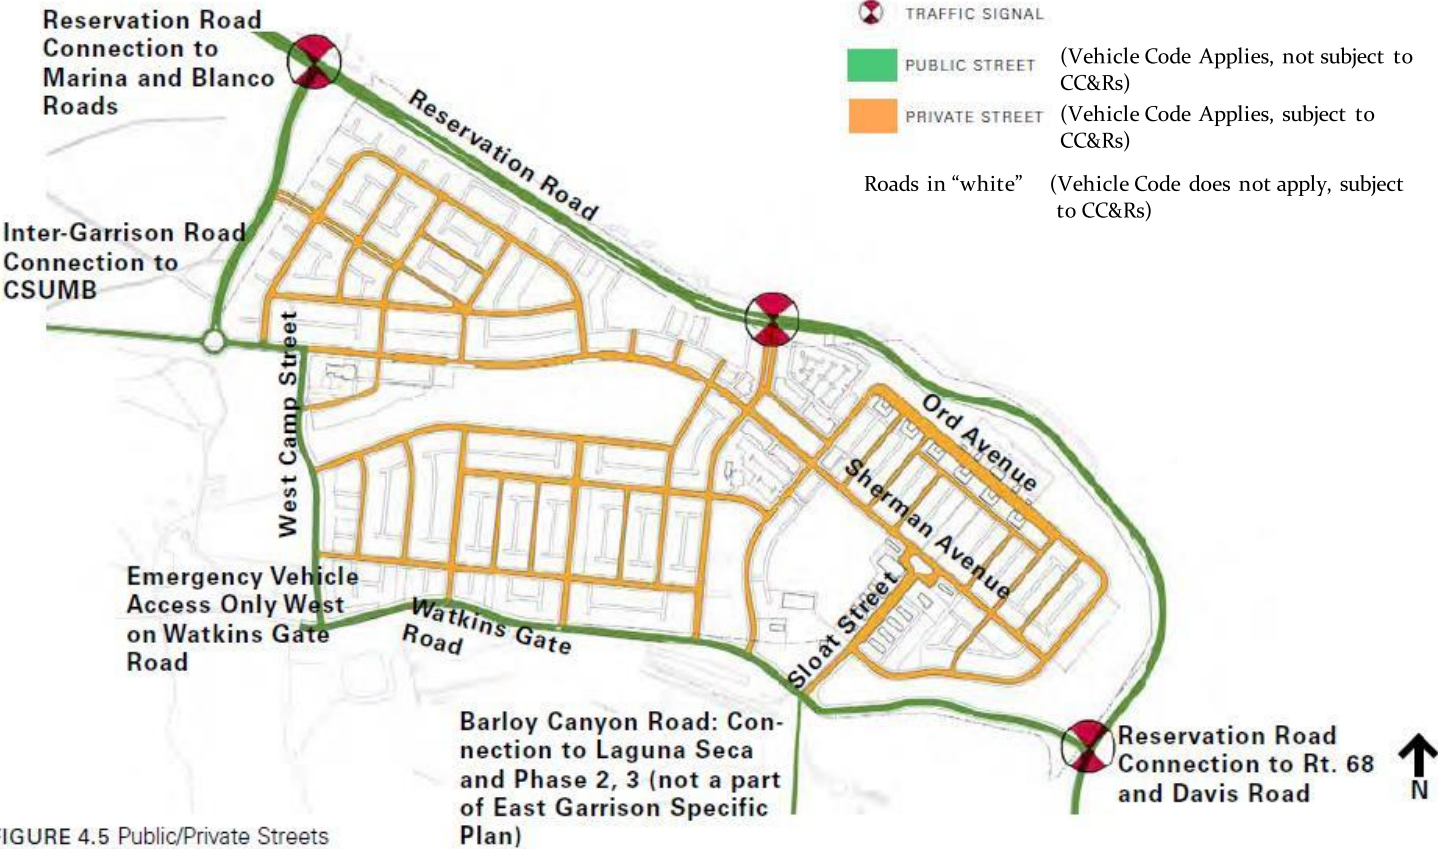 Reservation Road
Connection to
Marina and Blanco
Roads
TRAFFIC SIGNAL
PUBLIC STREET
(Vehicle Code Applies, not subject to
CC&Rs)
PRIVATE STREET
(Vehicle Code Applies, subject to
CC&Rs)
Roads in “white”
(Vehicle Code does not apply, subject
to CC&Rs)
Reservation Road
Inter-Garrison Road
Connection to
CSUMB
West Camp Street
Ord Avenue
Sherman Avenue
Emergency Vehicle
Access Only West
on Watkins Gate
Road
Watkins Gate
Road
Sloat Street
Barloy Canyon Road: Con-
nection to Laguna Seca
and Phase 2, 3 (not a part
of East Garrison Specific
Plan)
Reservation Road
Connection to Rt. 68
and Davis Road
N
IGURE 4.5 Public/Private Streets